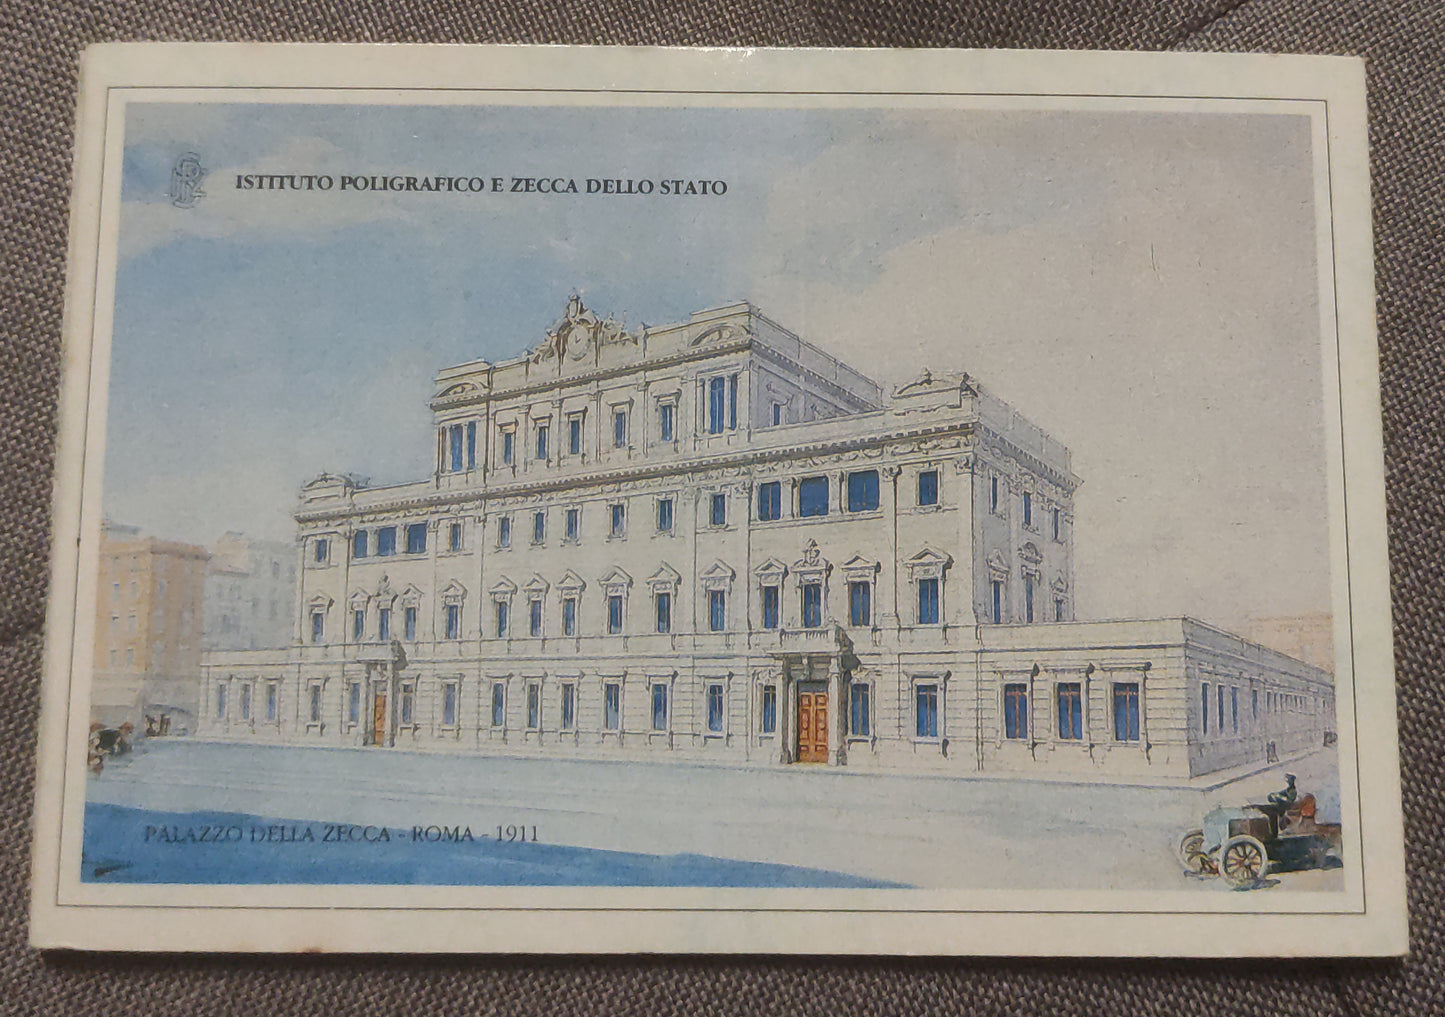 ISTITUTO POLIGRAFICO E ZECCA DELLO STATO
PALAZZO DELLA ZECCA - ROMA - 1911